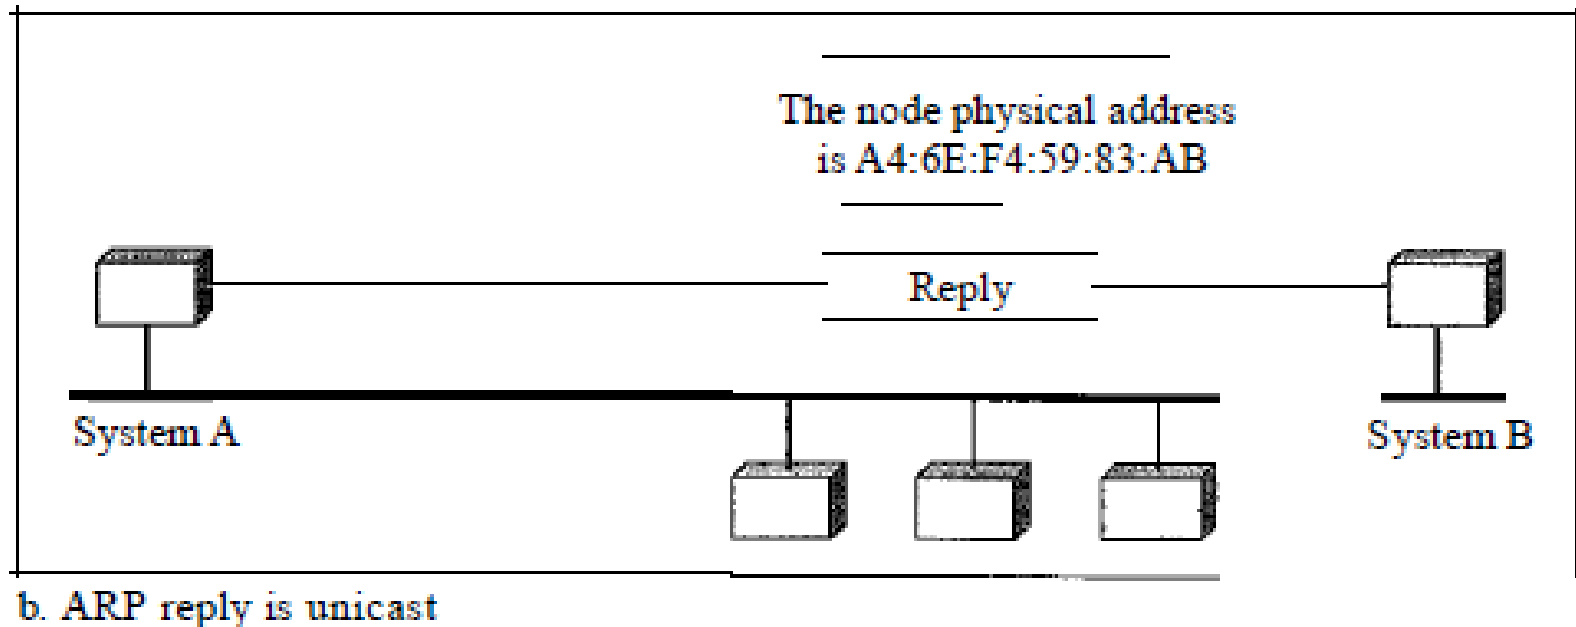 The node physical address
is A4:6E:F4:59:83:AB
Reply
System A
System B
b. ARP reply is unicast